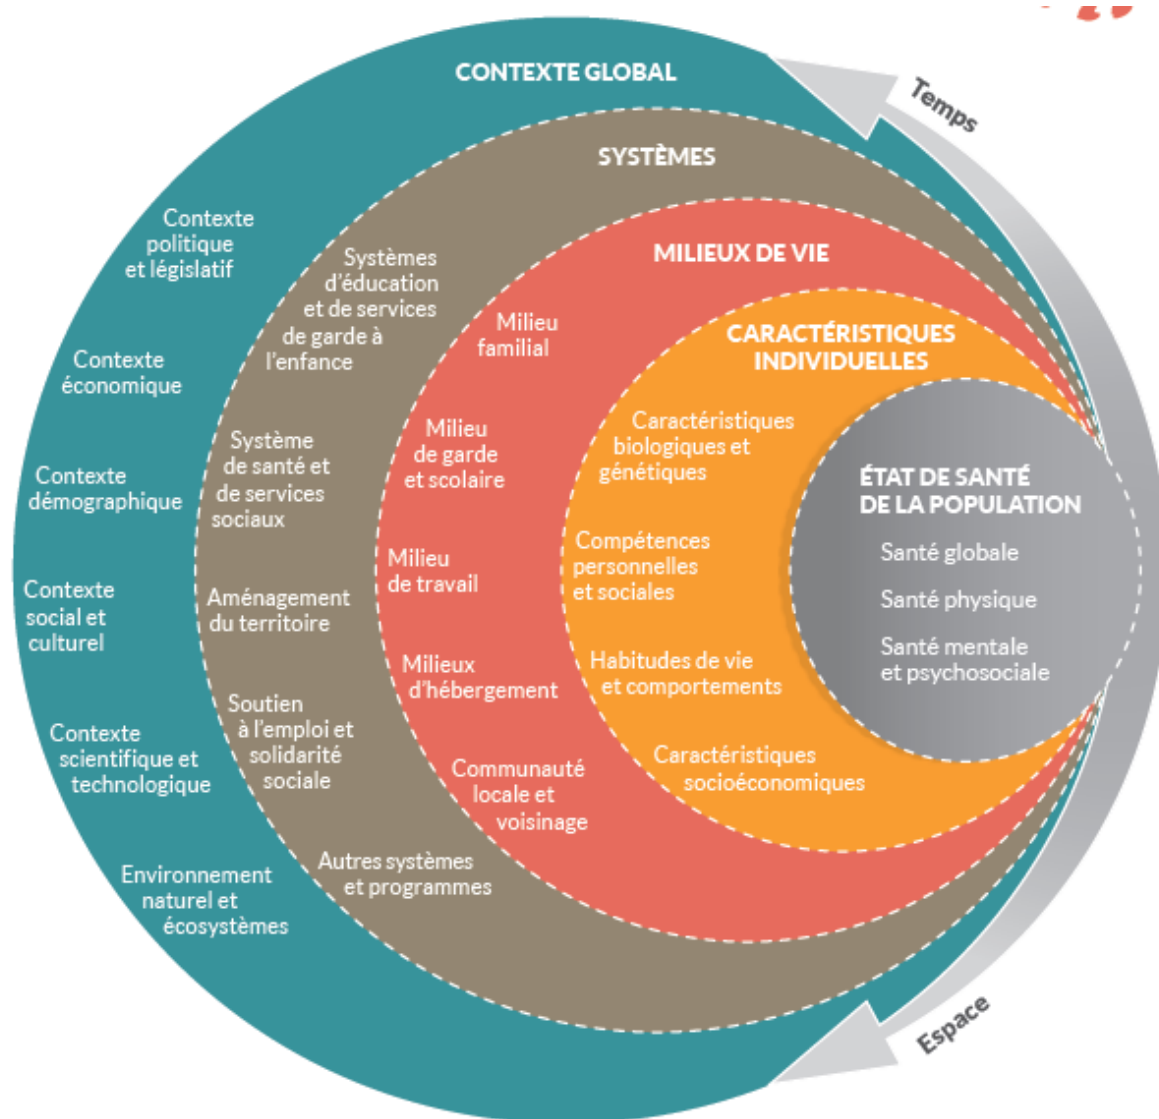 CONTEXTE GLOBAL
Temps
SYSTÈMES
MILIEUX DE VIE
CARACTÉRISTIQUES
INDIVIDUELLES
ÉTAT DE SANTÉ
DE LA POPULATION
Santé globale
Santé physique
Santé mentale
et psychosociale
Contexte
politique
et législatif
Contexte
économique
Contexte
démographique
Contexte
social et
culturel
Contexte
scientifique et
technologique
Environnement
naturel et
écosystèmes
Systèmes
d'éducation
et de services
de garde à
l'enfance
Système
de santé et
de services
sociaux
Aménagement
du territoire
Soutien
à l'emploi et
solidarité
sociale
Autres systèmes
et programmes
Milieu
familial
Milieu
de garde
et scolaire
Milieu
de travail
Milieux
d'hébergement
Communauté
locale et
voisinage
Caractéristiques
biologiques et
génétiques
Compétences
personnelles
et sociales
Habitudes de vie
et comportements
Caractéristiques
socioéconomiques
Espace